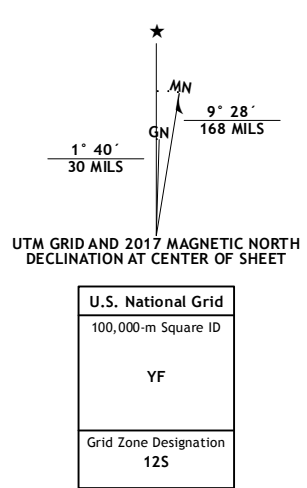 ★
MN
GN
9° 28´
168 MILS
1° 40´
30 MILS
UTM GRID AND 2017 MAGNETIC NORTH
DECLINATION AT CENTER OF SHEET
U.S. National Grid
100,000-m Square ID
YF
Grid Zone Designation
12S